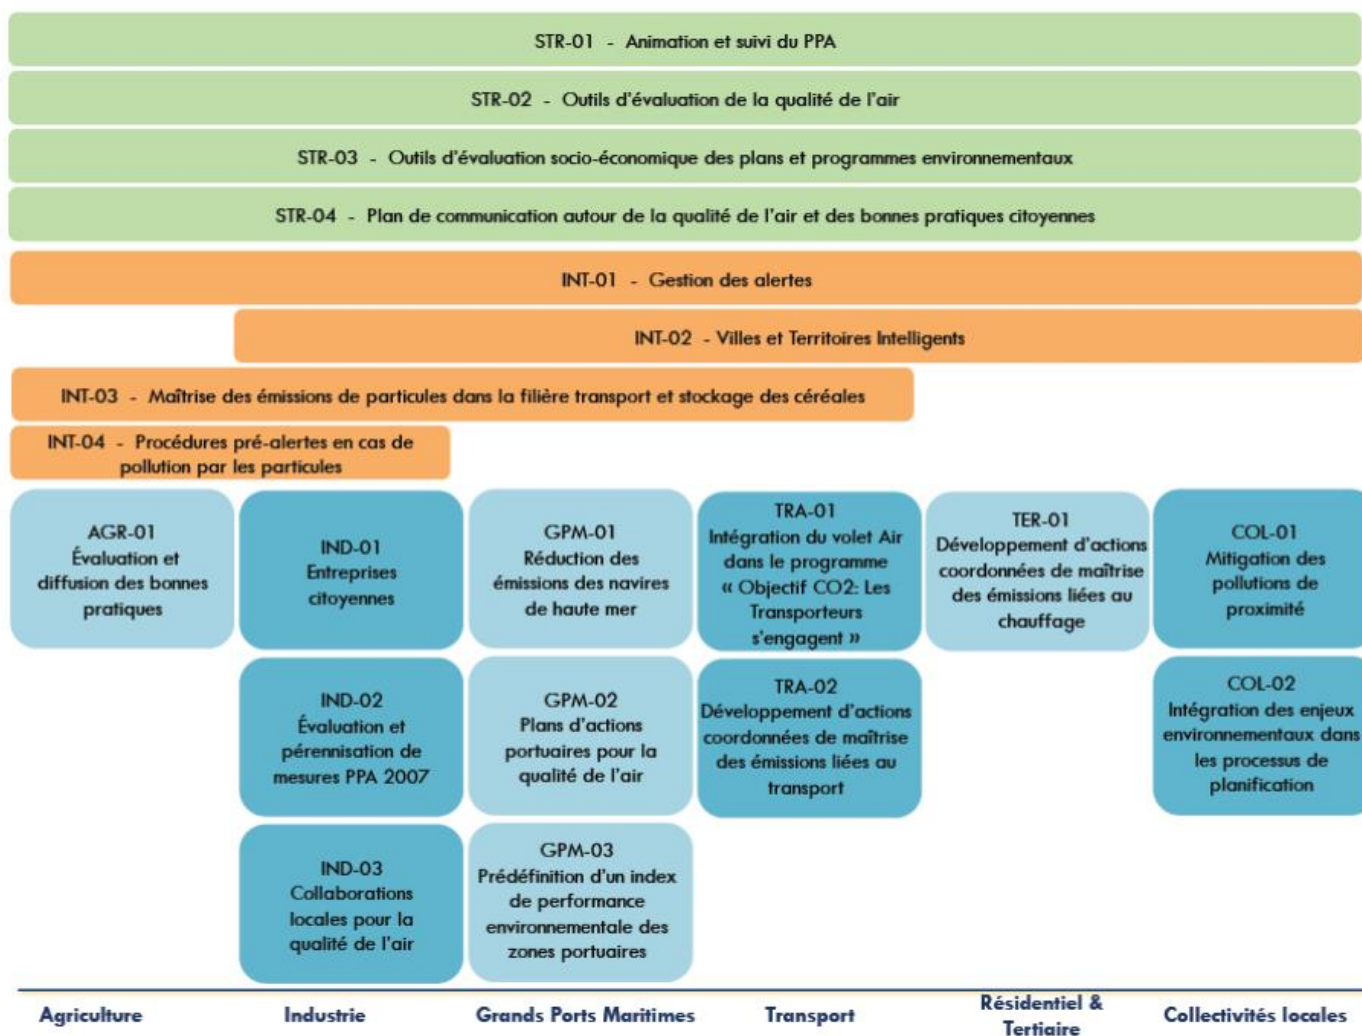 STR-01 - Animation et suivi du PPA
STR-02 - Outils d'évaluation de la qualité de l'air
STR-03 - Outils d'évaluation socio-économique des plans et programmes environnementaux
STR-04 - Plan de communication autour de la qualité de l'air et des bonnes pratiques citoyennes
INT-01 - Gestion des alertes
INT-02 - Villes et Territoires Intelligents
INT-03 - Maîtrise des émissions de particules dans la filière transport et stockage des céréales
INT-04 - Procédures pré-alertes en cas de
pollution par les particules
AGR-01
Évaluation et
diffusion des bonnes
pratiques
IND-01
Entreprises
citoyennes
GPM-01
Réduction des
émissions des navires
de haute mer
TRA-01
Intégration du volet Air
dans le programme
« Objectif CO2: Les
Transporteurs
s'engagent »
TER-01
Développement d'actions
coordonnées de maîtrise
des émissions liées au
chauffage
COL-01
Mitigation des
pollutions de
proximité
IND-02
Évaluation et
pérennisation de
mesures PPA 2007
GPM-02
Plans d'actions
portuaires pour la
qualité de l'air
TRA-02
Développement d'actions
coordonnées de maîtrise
des émissions liées au
transport
COL-02
Intégration des enjeux
environnementaux dans
les processus de
planification
IND-03
Collaborations
locales pour la
qualité de l'air
GPM-03
Prédéfinition d'un index
de performance
environnementale des
zones portuaires
Agriculture
Industrie
Grands Ports Maritimes
Transport
Résidentiel &
Tertiaire
Collectivités locales